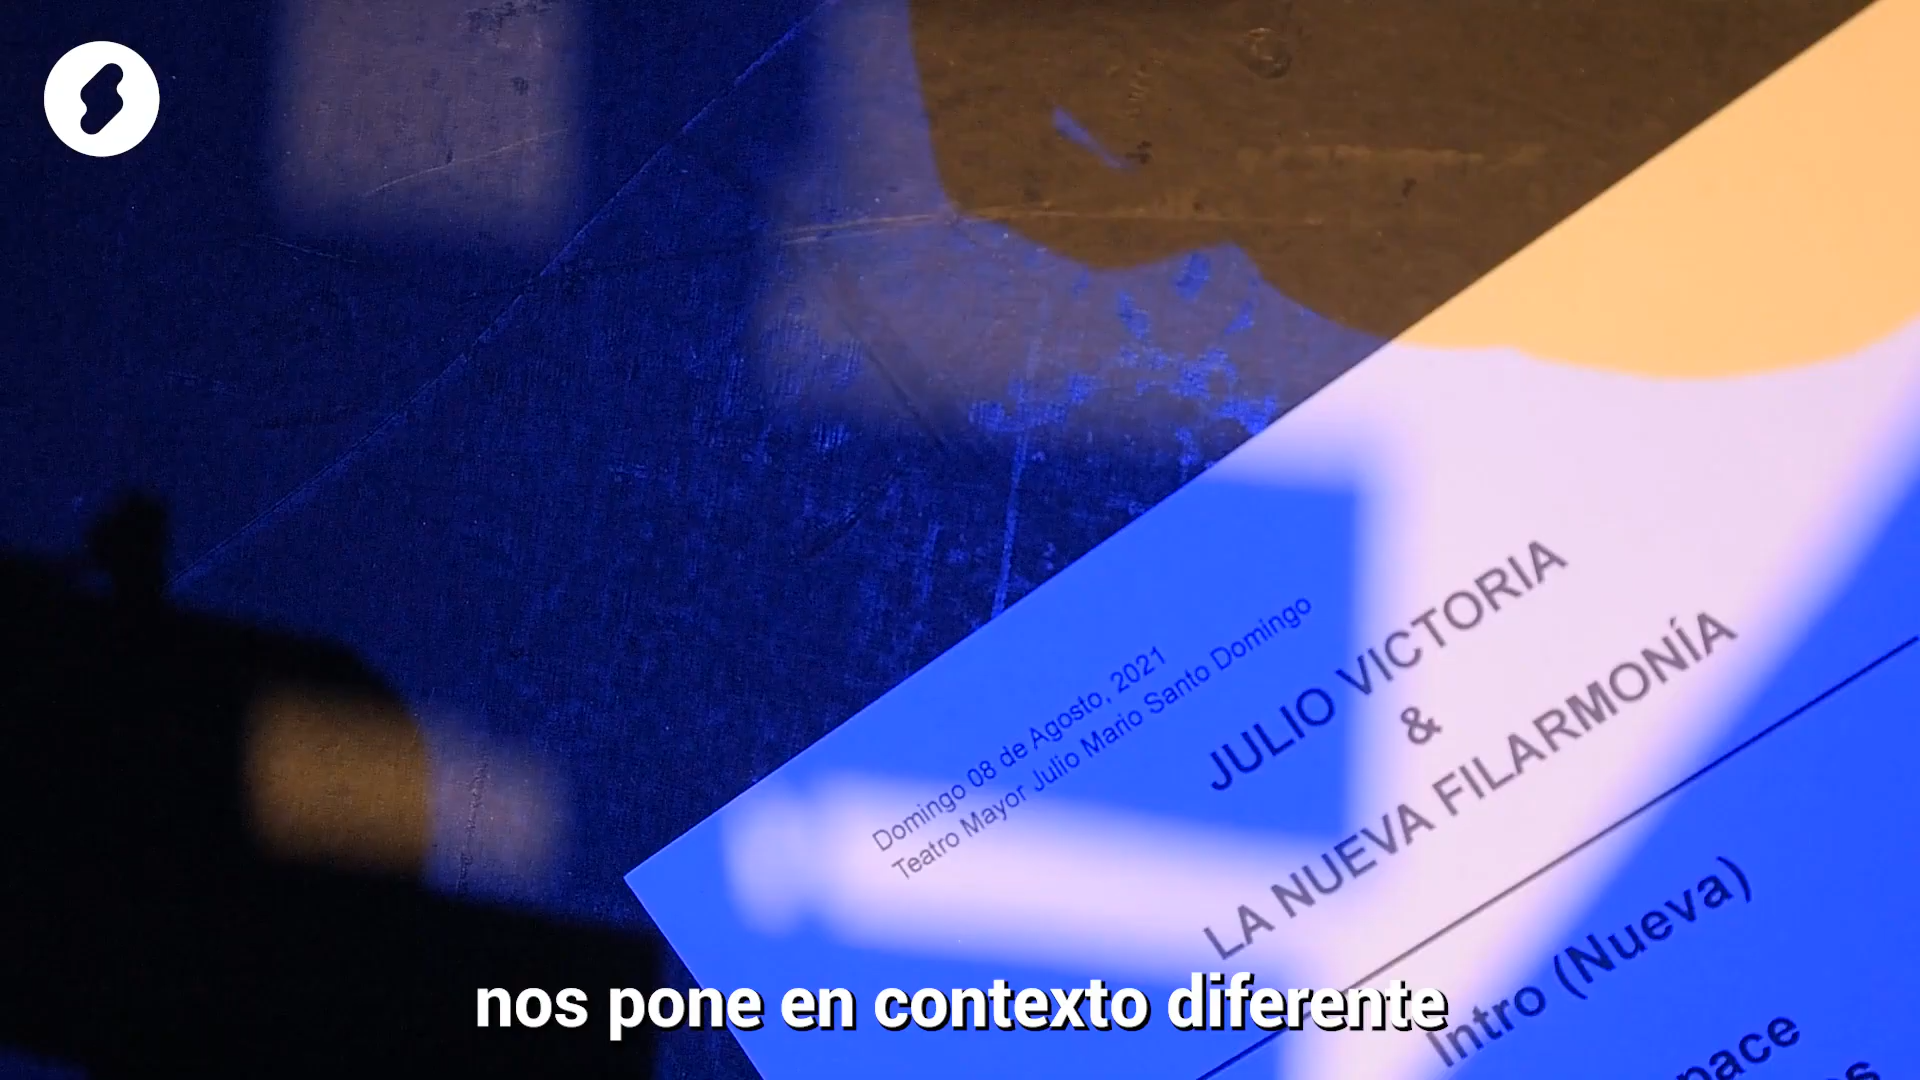 Domingo 08 de Agosto, 2021
Teatro Mayor Julio Mario Santo Domingo
JULIO VICTORIA
&
LA NUEVA FILARMONÍA
Intro (Nueva)
nos pone en contexto diferente